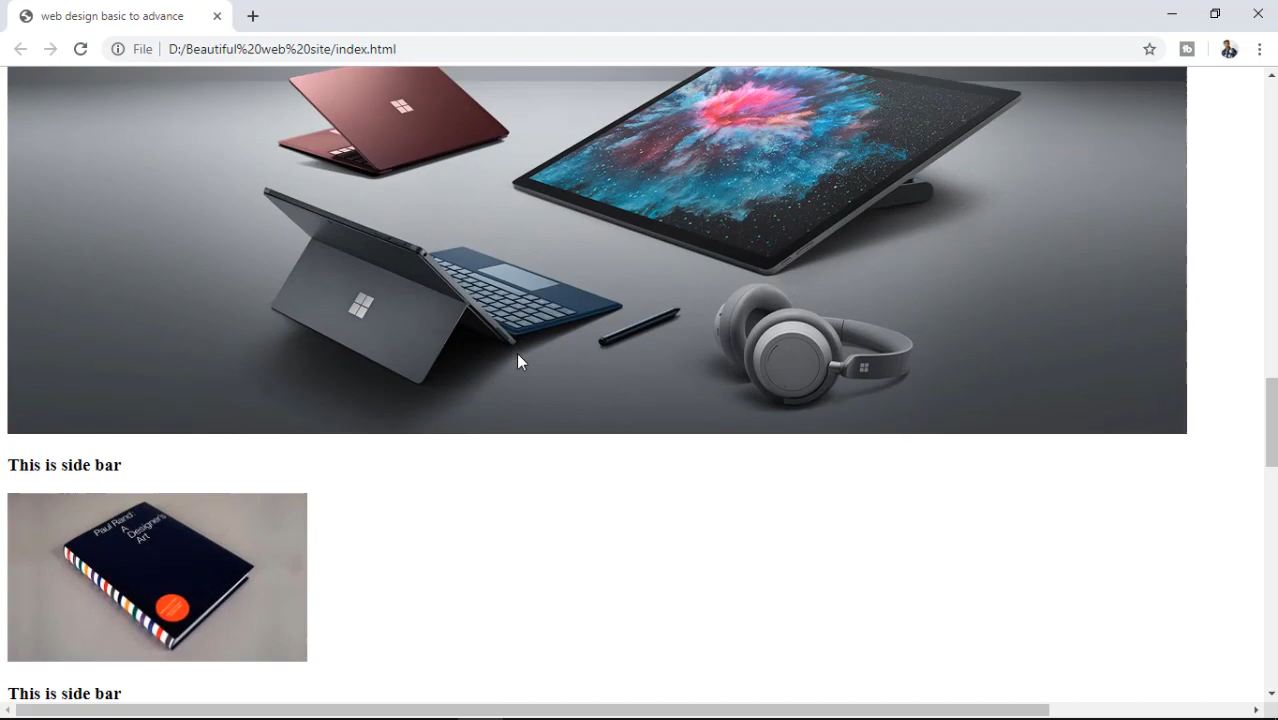 web design basic to advance
File
D:/Beautiful%20web%20site/index.html
This is side bar
Paul Rand:
A
Designer's
Art
This is side bar